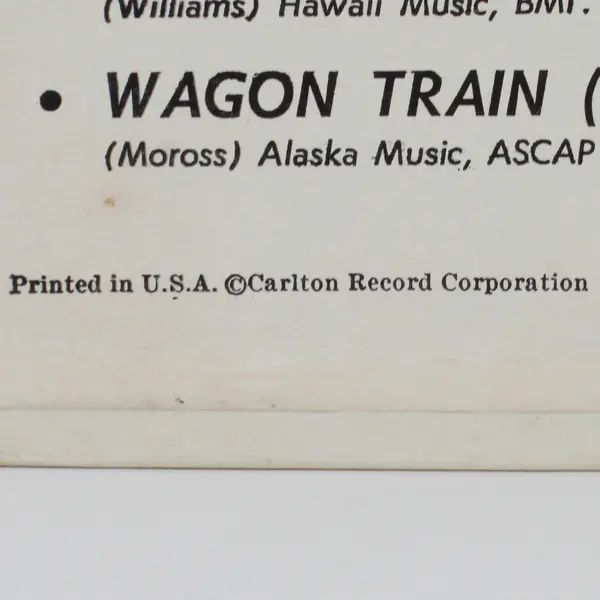 (Williams) Hawaii Music, BMI.
• WAGON TRAIN (
(Moross) Alaska Music, ASCAP
Printed in U.S.A. ©Carlton Record Corporation